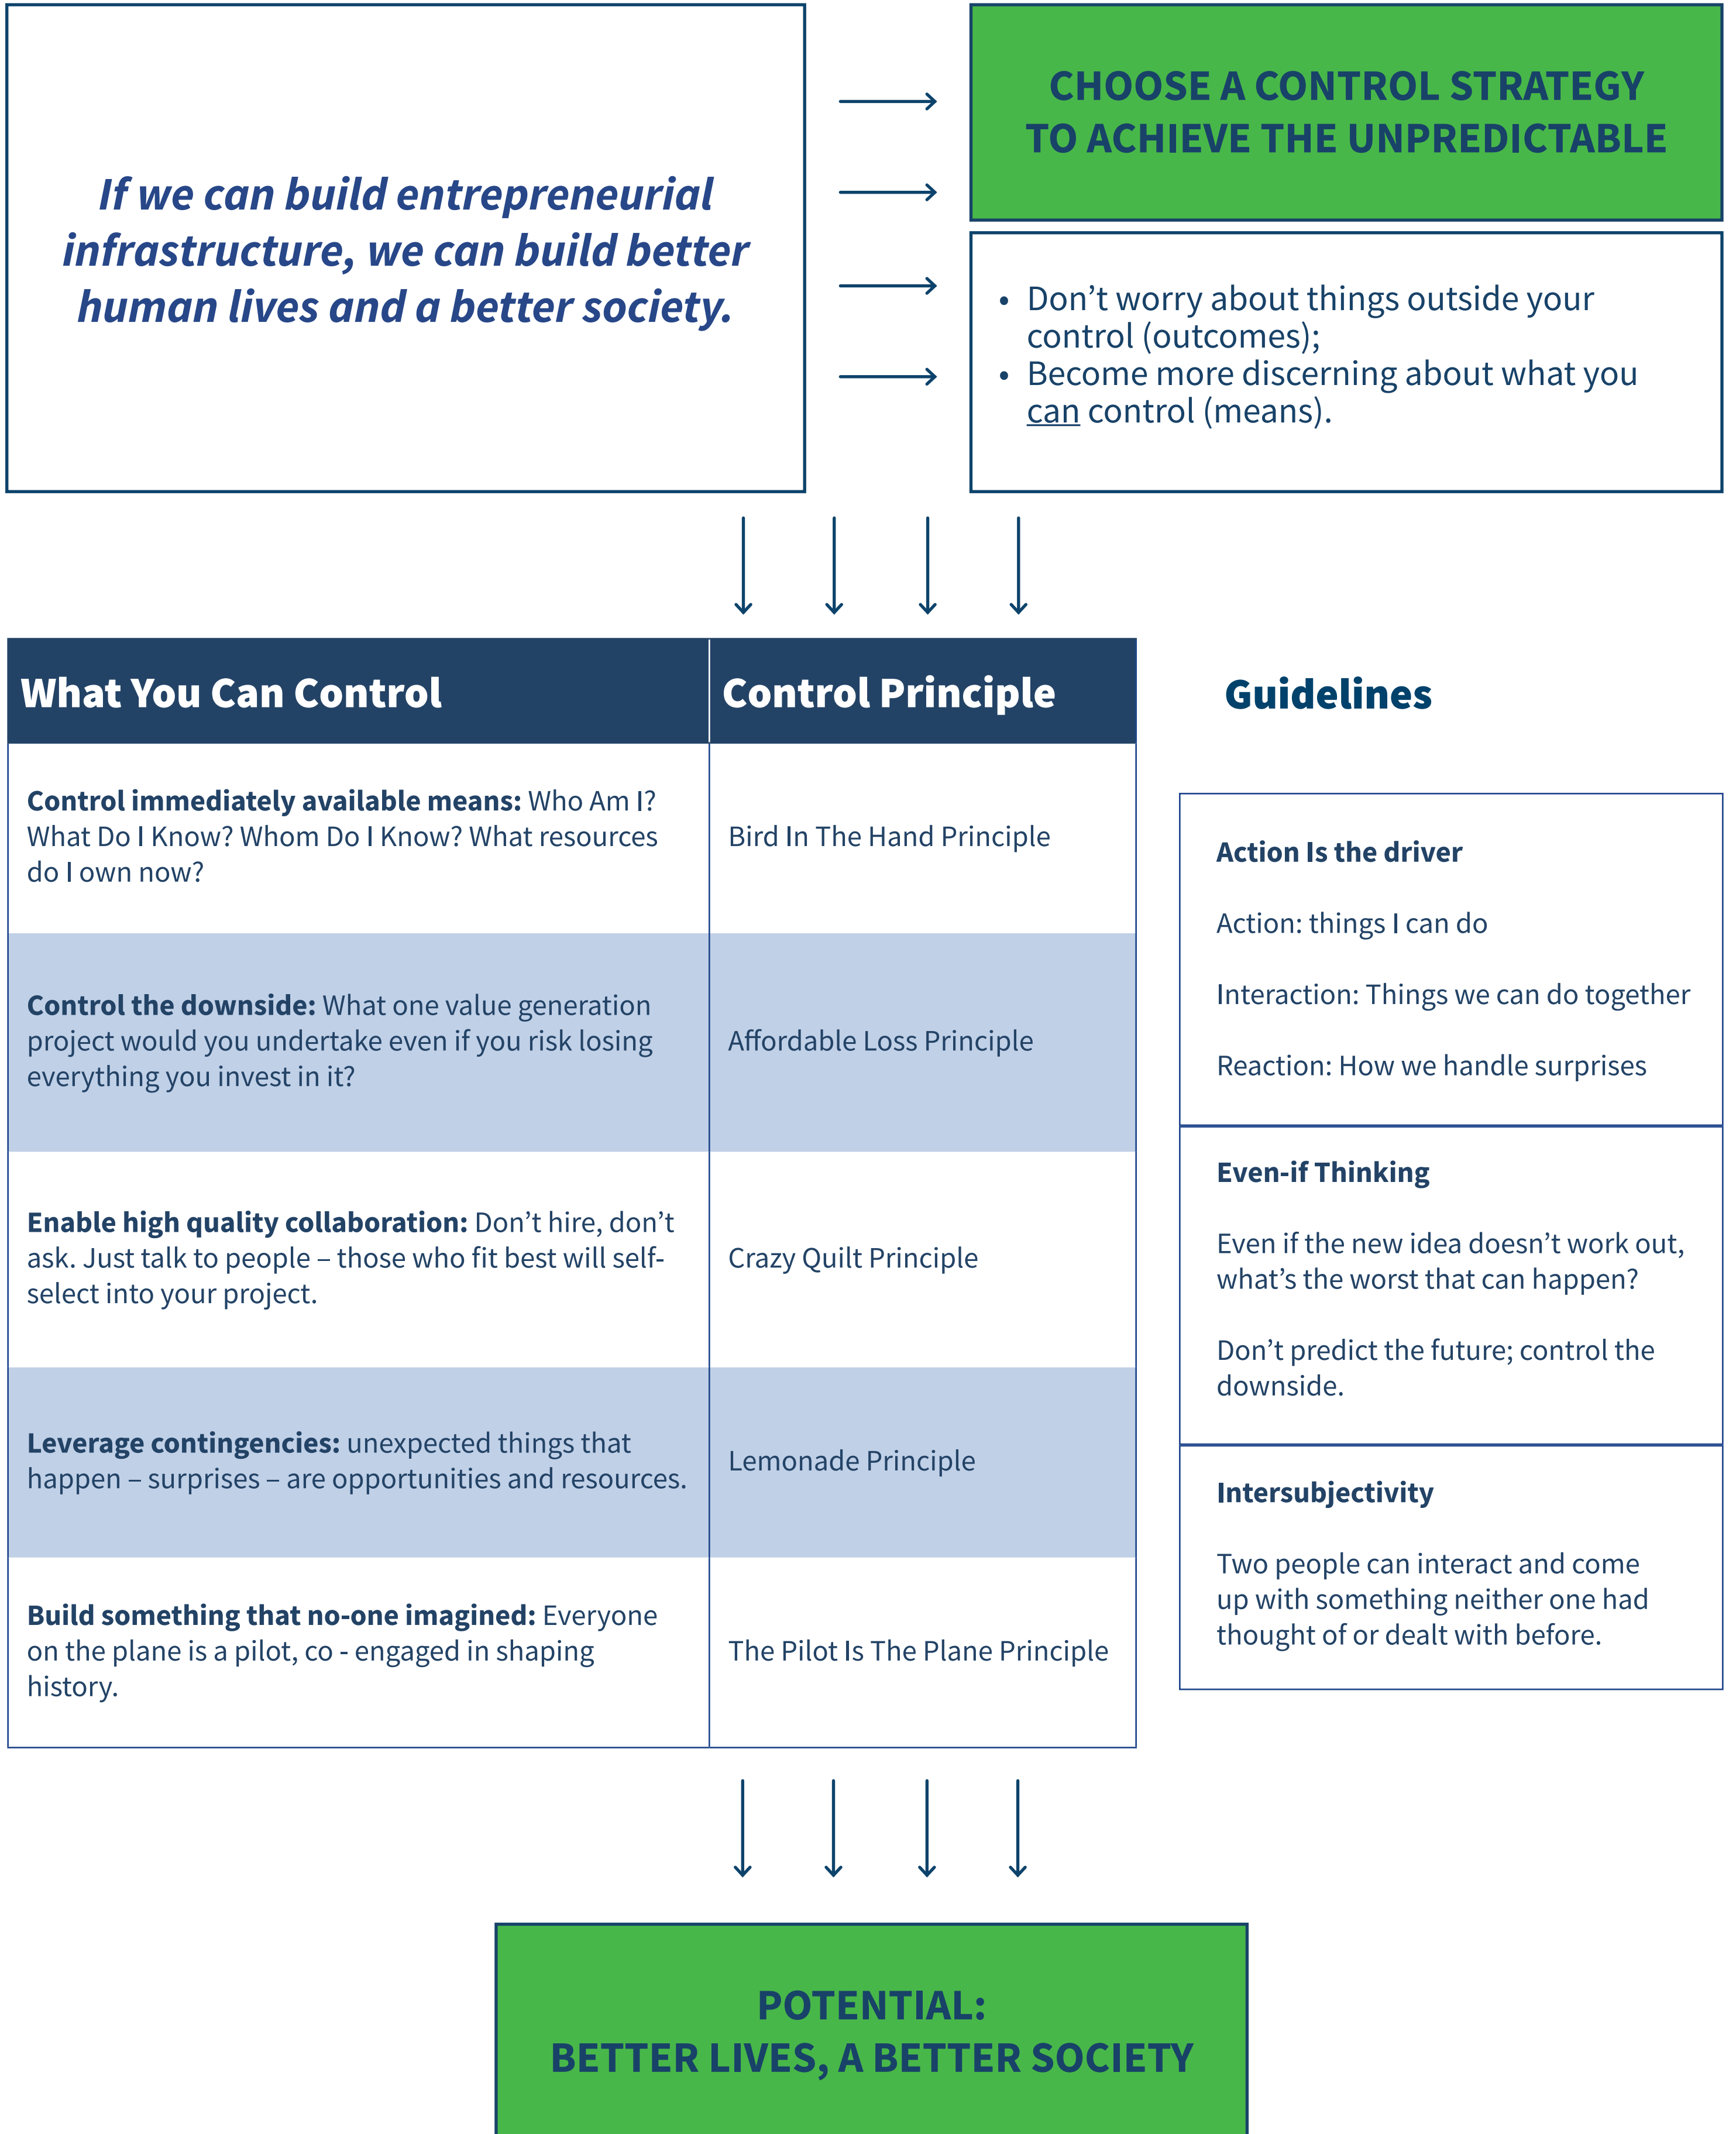 If we can build entrepreneurial
infrastructure, we can build better
human lives and a better society.
CHOOSE A CONTROL STRATEGY
TO ACHIEVE THE UNPREDICTABLE
• Don’t worry about things outside your
control (outcomes);
• Become more discerning about what you
can control (means).
What You Can Control
Control Principle
Control immediately available means: Who Am I?
What Do I Know? Whom Do I Know? What resources
do I own now?
Bird In The Hand Principle
Control the downside: What one value generation
project would you undertake even if you risk losing
everything you invest in it?
Affordable Loss Principle
Enable high quality collaboration: Don’t hire, don’t
ask. Just talk to people – those who fit best will self-
select into your project.
Crazy Quilt Principle
Leverage contingencies: unexpected things that
happen – surprises – are opportunities and resources.
Lemonade Principle
Build something that no-one imagined: Everyone
on the plane is a pilot, co - engaged in shaping
history.
The Pilot Is The Plane Principle
Guidelines
Action Is the driver
Action: things I can do
Interaction: Things we can do together
Reaction: How we handle surprises
Even-if Thinking
Even if the new idea doesn’t work out,
what’s the worst that can happen?
Don’t predict the future; control the
downside.
Intersubjectivity
Two people can interact and come
up with something neither one had
thought of or dealt with before.
POTENTIAL:
BETTER LIVES, A BETTER SOCIETY